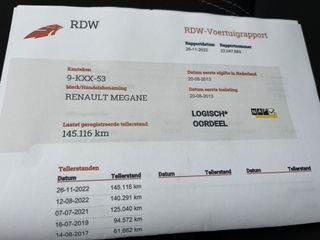 RDW
RDW-Voertuigrapport
Rapportdatum Rapportnummer
26-11-2022
Kenteken
9-KXX-53
Merk/Handelsbenaming
RENAULT MEGANE
Laatst geregistreerde tellerstand
145.116 km
Datum eerste afgifte in Nederland
20-08-2013
Datum eerste toelating
20-08-2013
LOGISCH*
OORDEEL
NAP
Tellerstanden
Datum Tellerstand Datum Tellerstand
26-11-2022 145.116 km
12-08-2022 140.291 km
07-07-2021 125.040 km
16-07-2019 94.572 km
14-08-2017 61.662 km